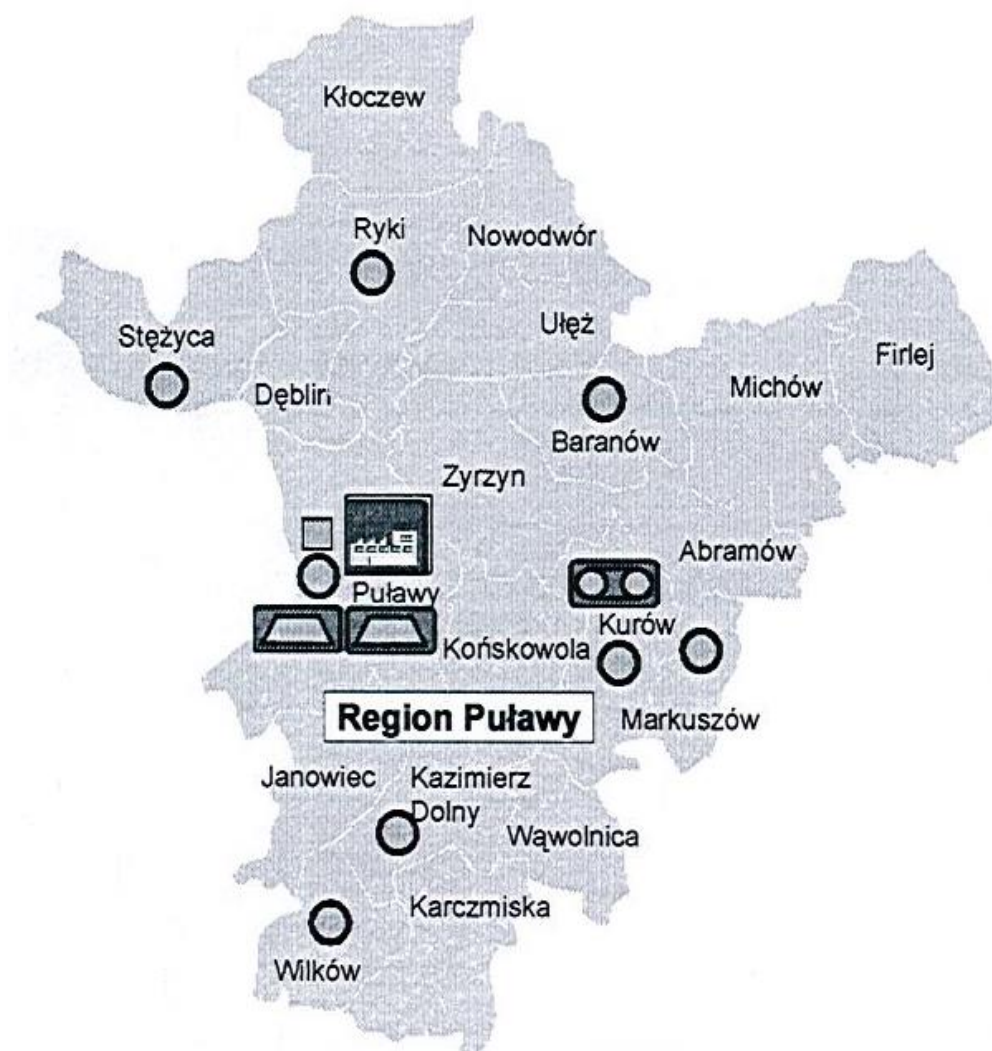 Kłoczew
Ryki
Nowodwór
Stężyca
Ułęż
Firlej
Dęblin
Michów
Baranów
Zyrzyn
Abramów
Puławy
Kurów
Końskowola
Region Puławy
Markuszów
Janowiec
Kazimierz
Dolny
Wąwolnica
Karczmiska
Wilków